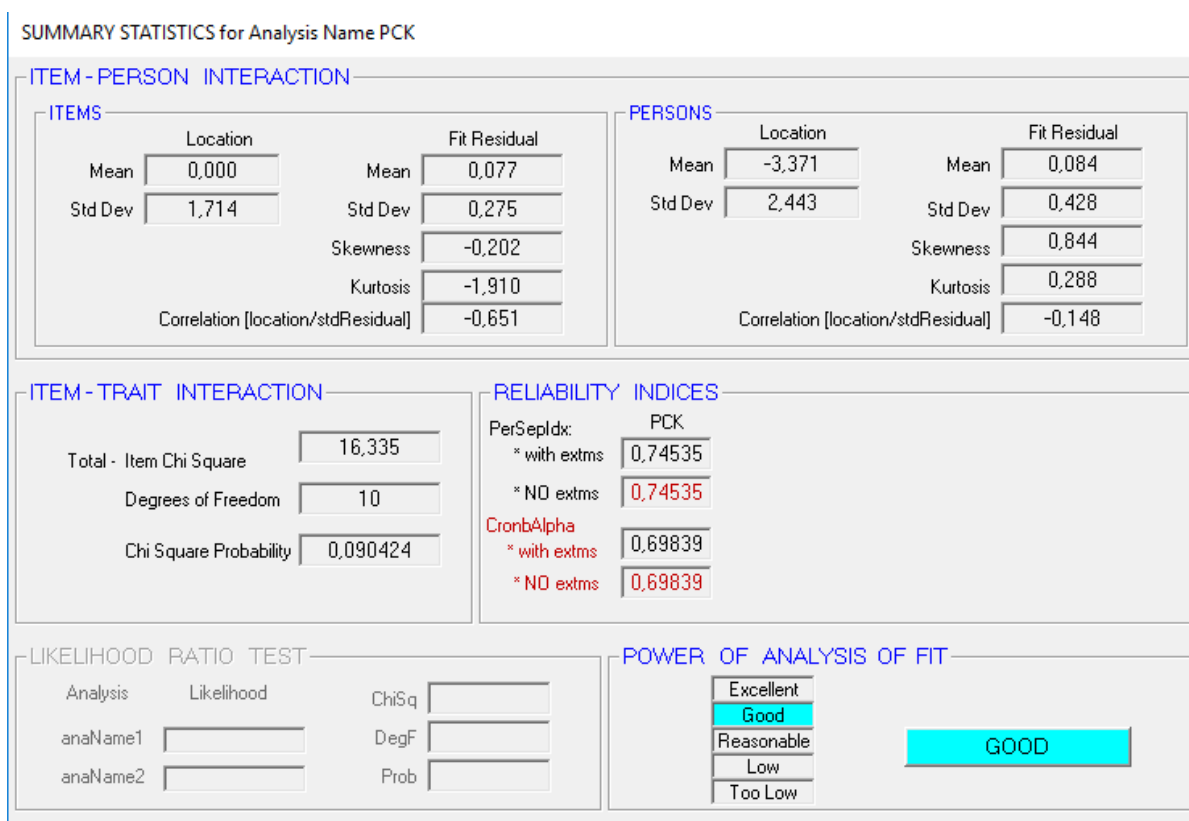 SUMMARY STATISTICS for Analysis Name PCK
ITEM-PERSON INTERACTION
ITEMS
Location Fit Residual
Mean 0,000 Mean 0,077
Std Dev 1,714 Std Dev 0,275
Skewness -0,202
Kurtosis -1,910
Correlation [location/stdResidual] -0,651
PERSONS
Location Fit Residual
Mean -3,371 Mean 0,084
Std Dev 2,443 Std Dev 0,428
Skewness 0,844
Kurtosis 0,288
Correlation [location/stdResidual] -0,148
ITEM-TRAIT INTERACTION
Total - Item Chi Square 16,335
Degrees of Freedom 10
Chi Square Probability 0,090424
RELIABILITY INDICES
PerSepIdx: PCK
* with extms 0,74535
* NO extms 0,74535
CronbAlpha
* with extms 0,69839
* NO extms 0,69839
LIKELIHOOD RATIO TEST
Analysis Likelihood ChiSq
anaName1 DegF
anaName2 Prob
POWER OF ANALYSIS OF FIT
Excellent
Good
Reasonable GOOD
Low
Too Low